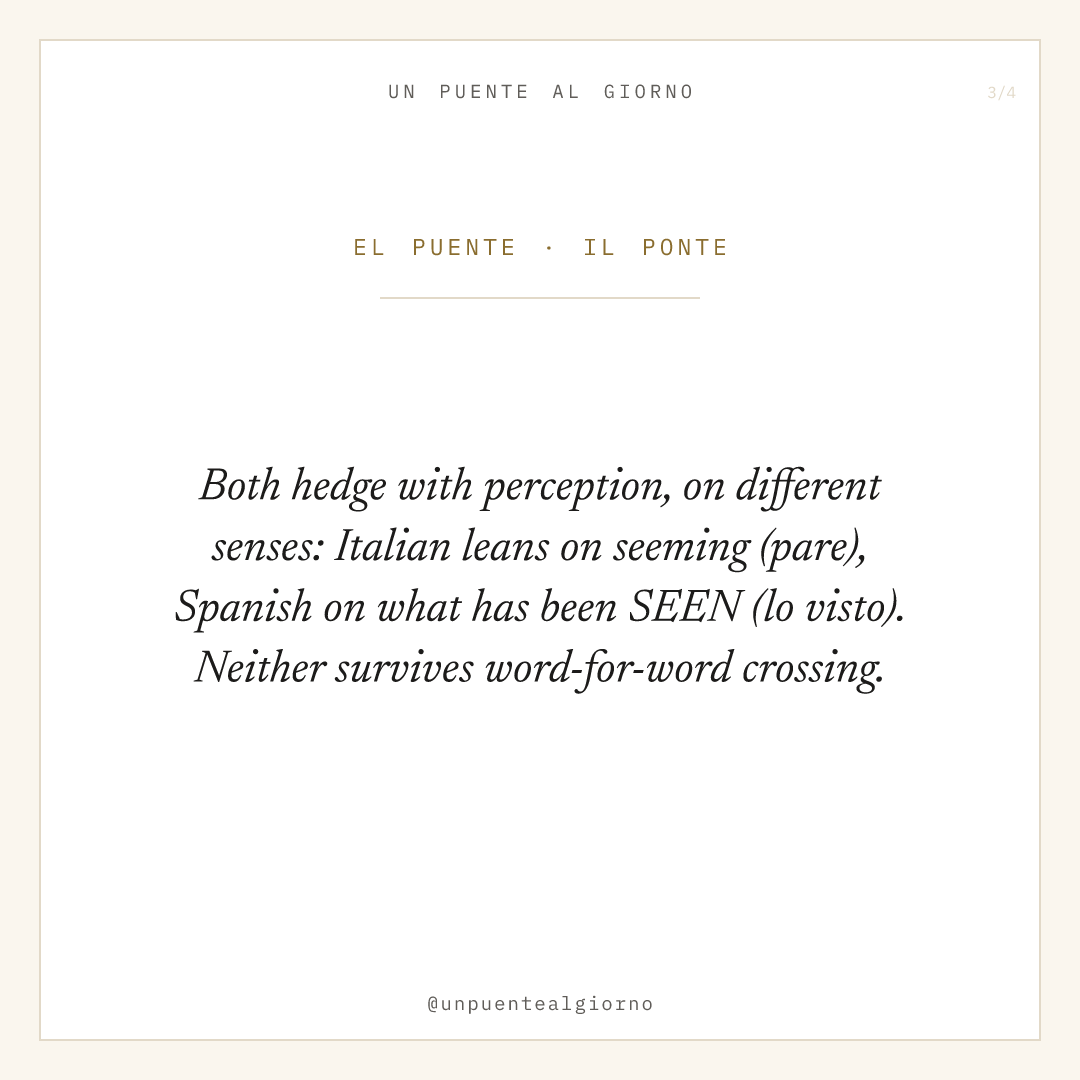 UN PUENTE AL GIORNO
3/4
EL PUENTE · IL PONTE
Both hedge with perception, on different
senses: Italian leans on seeming (pare),
Spanish on what has been SEEN (lo visto).
Neither survives word-for-word crossing.
@unpuentealgiorno